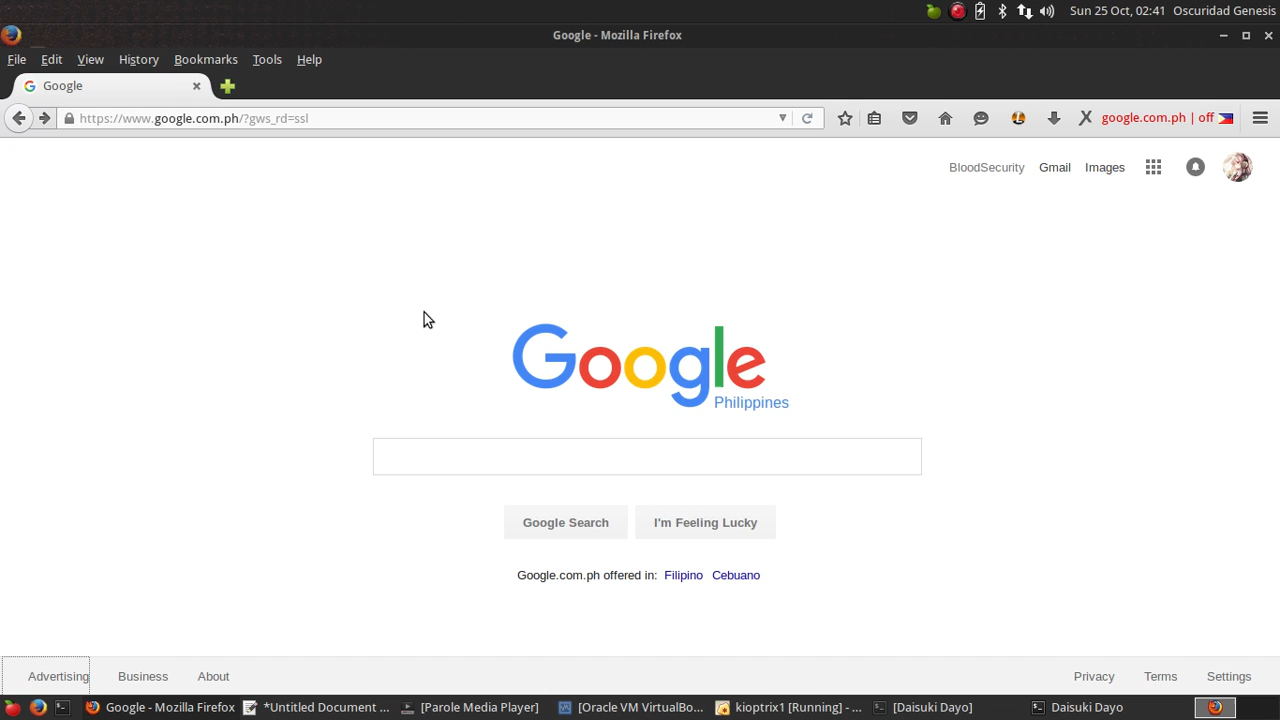 Sun 25 Oct, 02:41 Oscuridad Genesis
Google - Mozilla Firefox
File Edit View History Bookmarks Tools Help
Google
https://www.google.com.ph/?gws_rd=ssl
google.com.ph | off
BloodSecurity Gmail Images
Google
Philippines
Google Search I'm Feeling Lucky
Google.com.ph offered in: Filipino Cebuano
Advertising Business About Privacy Terms Settings
Google - Mozilla Firefox *Untitled Document ... [Parole Media Player] [Oracle VM VirtualBo... kioptrix1 [Running] - ... [Daisuki Dayo] Daisuki Dayo